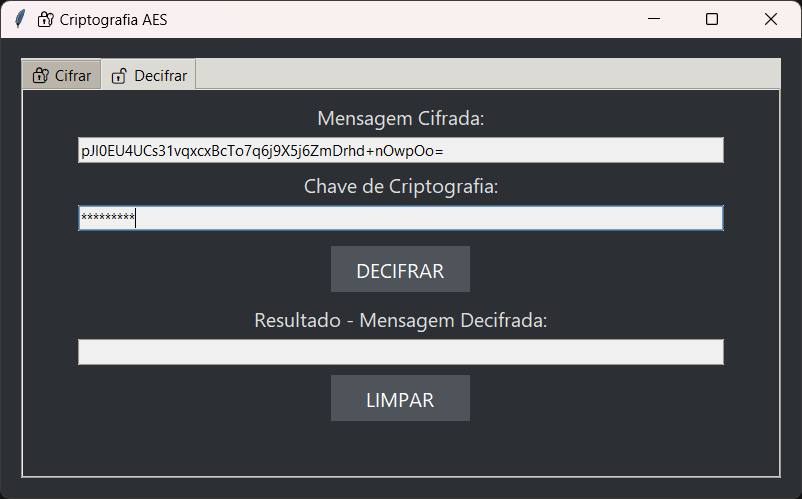 Criptografia AES
Cifrar
Decifrar
Mensagem Cifrada:
pJI0EU4UCs31vqxcxBcTo7q6j9X5j6ZmDrhd+nOwpOo=
Chave de Criptografia:
*********
DECIFRAR
Resultado - Mensagem Decifrada:
LIMPAR